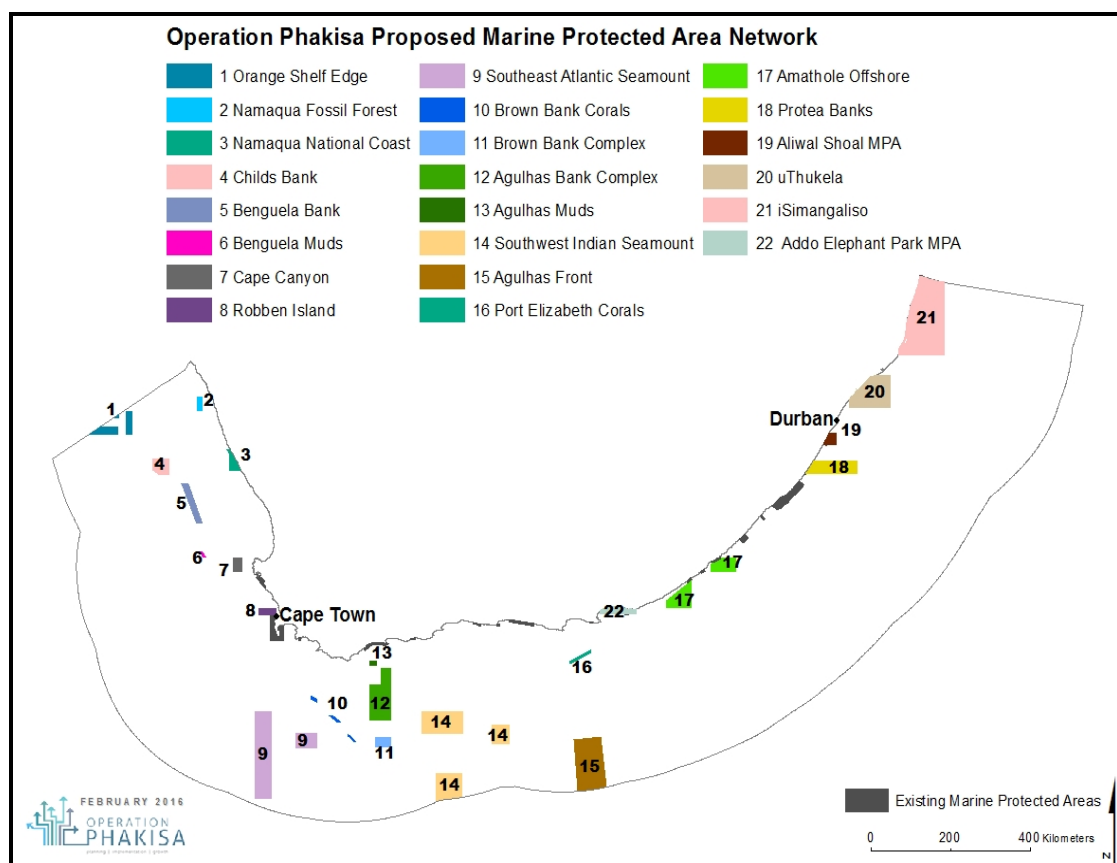 Operation Phakisa Proposed Marine Protected Area Network
1 Orange Shelf Edge
2 Namaqua Fossil Forest
3 Namaqua National Coast
4 Childs Bank
5 Benguela Bank
6 Benguela Muds
7 Cape Canyon
8 Robben Island
9 Southeast Atlantic Seamount
10 Brown Bank Corals
11 Brown Bank Complex
12 Agulhas Bank Complex
13 Agulhas Muds
14 Southwest Indian Seamount
15 Agulhas Front
16 Port Elizabeth Corals
17 Amathole Offshore
18 Protea Banks
19 Aliwal Shoal MPA
20 uThukela
21 iSimangaliso
22 Addo Elephant Park MPA
21
1
2
20
Durban
19
3
4
18
5
6
7
17
17
8
Cape Town
22
13
16
10
12
14
9
9
14
11
15
14
FEBRUARY 2016
OPERATION
PHAKISA
Existing Marine Protected Areas
0 200 400 Kilometers
N